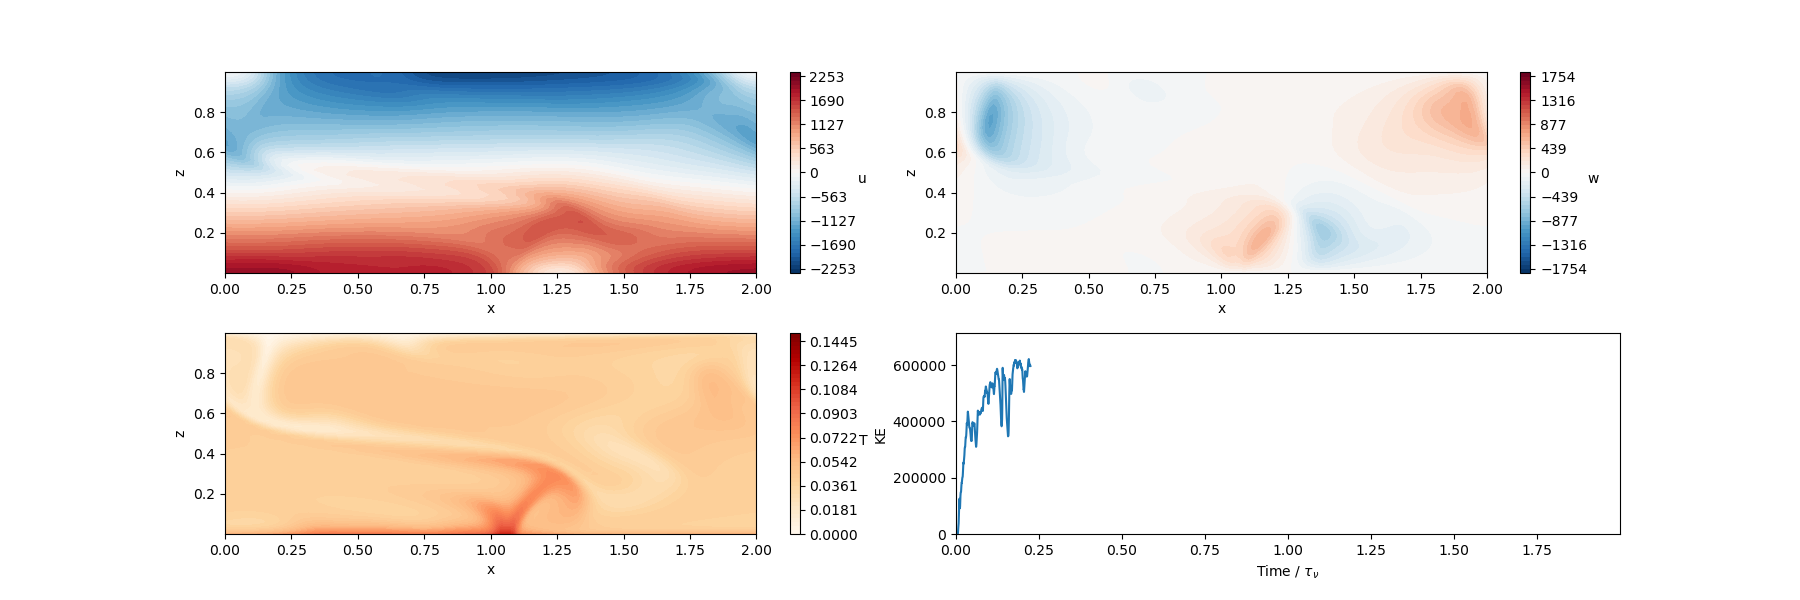 0.8
0.6
0.4
0.2
z
0.00 0.25 0.50 0.75 1.00 1.25 1.50 1.75 2.00
x
2253
1690
1127
563
0
−563
−1127
−1690
−2253
u
0.8
0.6
0.4
0.2
z
0.00 0.25 0.50 0.75 1.00 1.25 1.50 1.75 2.00
x
1754
1316
877
439
0
−439
−877
−1316
−1754
w
0.8
0.6
0.4
0.2
z
0.00 0.25 0.50 0.75 1.00 1.25 1.50 1.75 2.00
x
0.1445
0.1264
0.1084
0.0903
0.0722
0.0542
0.0361
0.0181
0.0000
T
600000
400000
200000
0
KE
0.00 0.25 0.50 0.75 1.00 1.25 1.50 1.75
Time / τν